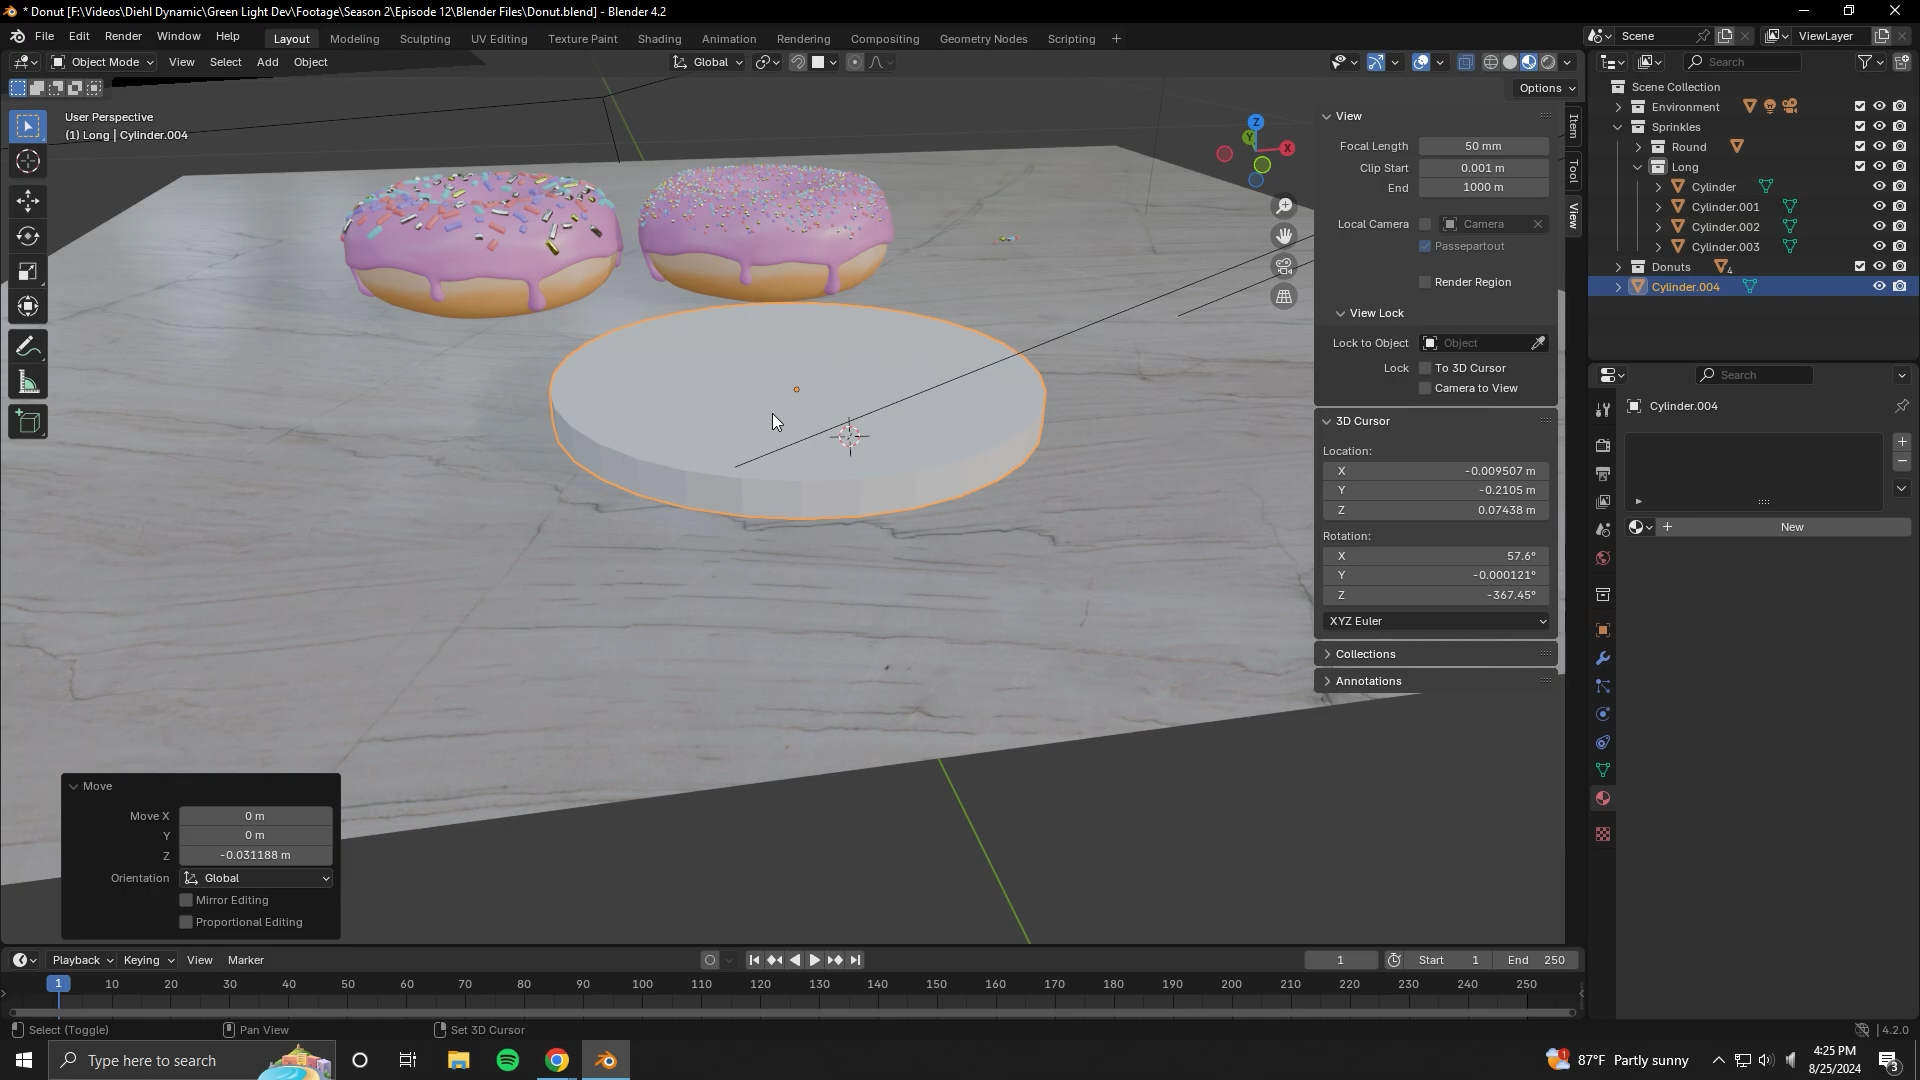 * Donut [F:\Videos\Diehl Dynamic\Green Light Dev\Footage\Season 2\Episode 12\Blender Files\Donut.blend] - Blender 4.2
File Edit Render Window Help Layout Modeling Sculpting UV Editing Texture Paint Shading Animation Rendering Compositing Geometry Nodes Scripting + Scene ViewLayer
Object Mode View Select Add Object Global Search
Options
User Perspective
(1) Long | Cylinder.004
Z
Y
X
View
Focal Length 50 mm
Clip Start 0.001 m
End 1000 m
Local Camera Camera
Passepartout
Render Region
View Lock
Lock to Object Object
Lock To 3D Cursor
Camera to View
3D Cursor
Location:
X -0.009507 m
Y -0.2105 m
Z 0.07438 m
Rotation:
X 57.6°
Y -0.000121°
Z -367.45°
XYZ Euler
Collections
Annotations
Item
Tool
View
Scene Collection
Environment
Sprinkles
Round
Long
Cylinder
Cylinder.001
Cylinder.002
Cylinder.003
Donuts 4
Cylinder.004
Search
Cylinder.004
New
Move
Move X 0 m
Y 0 m
Z -0.031188 m
Orientation Global
Mirror Editing
Proportional Editing
Playback Keying View Marker 1 Start 1 End 250
1 10 20 30 40 50 60 70 80 90 100 110 120 130 140 150 160 170 180 190 200 210 220 230 240 250
Select (Toggle) Pan View Set 3D Cursor 4.2.0
Type here to search 1 87°F Partly sunny 4:25 PM
8/25/2024 3